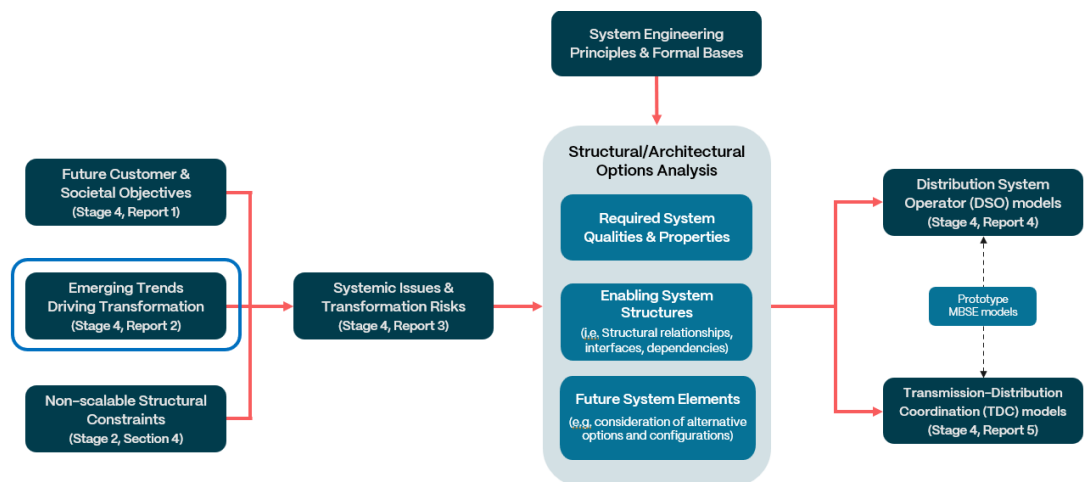 System Engineering
Principles & Formal Bases
Structural/Architectural
Options Analysis
Future Customer &
Societal Objectives
(Stage 4, Report 1)
Required System
Qualities & Properties
Distribution System
Operator (DSO) models
(Stage 4, Report 4)
Emerging Trends
Driving Transformation
(Stage 4, Report 2)
Systemic Issues &
Transformation Risks
(Stage 4, Report 3)
Enabling System
Structures
(i.e. Structural relationships,
interfaces, dependencies)
Prototype
MBSE models
Non-scalable Structural
Constraints
(Stage 2, Section 4)
Future System Elements
(e.g, consideration of alternative
options and configurations)
Transmission-Distribution
Coordination (TDC) models
(Stage 4, Report 5)